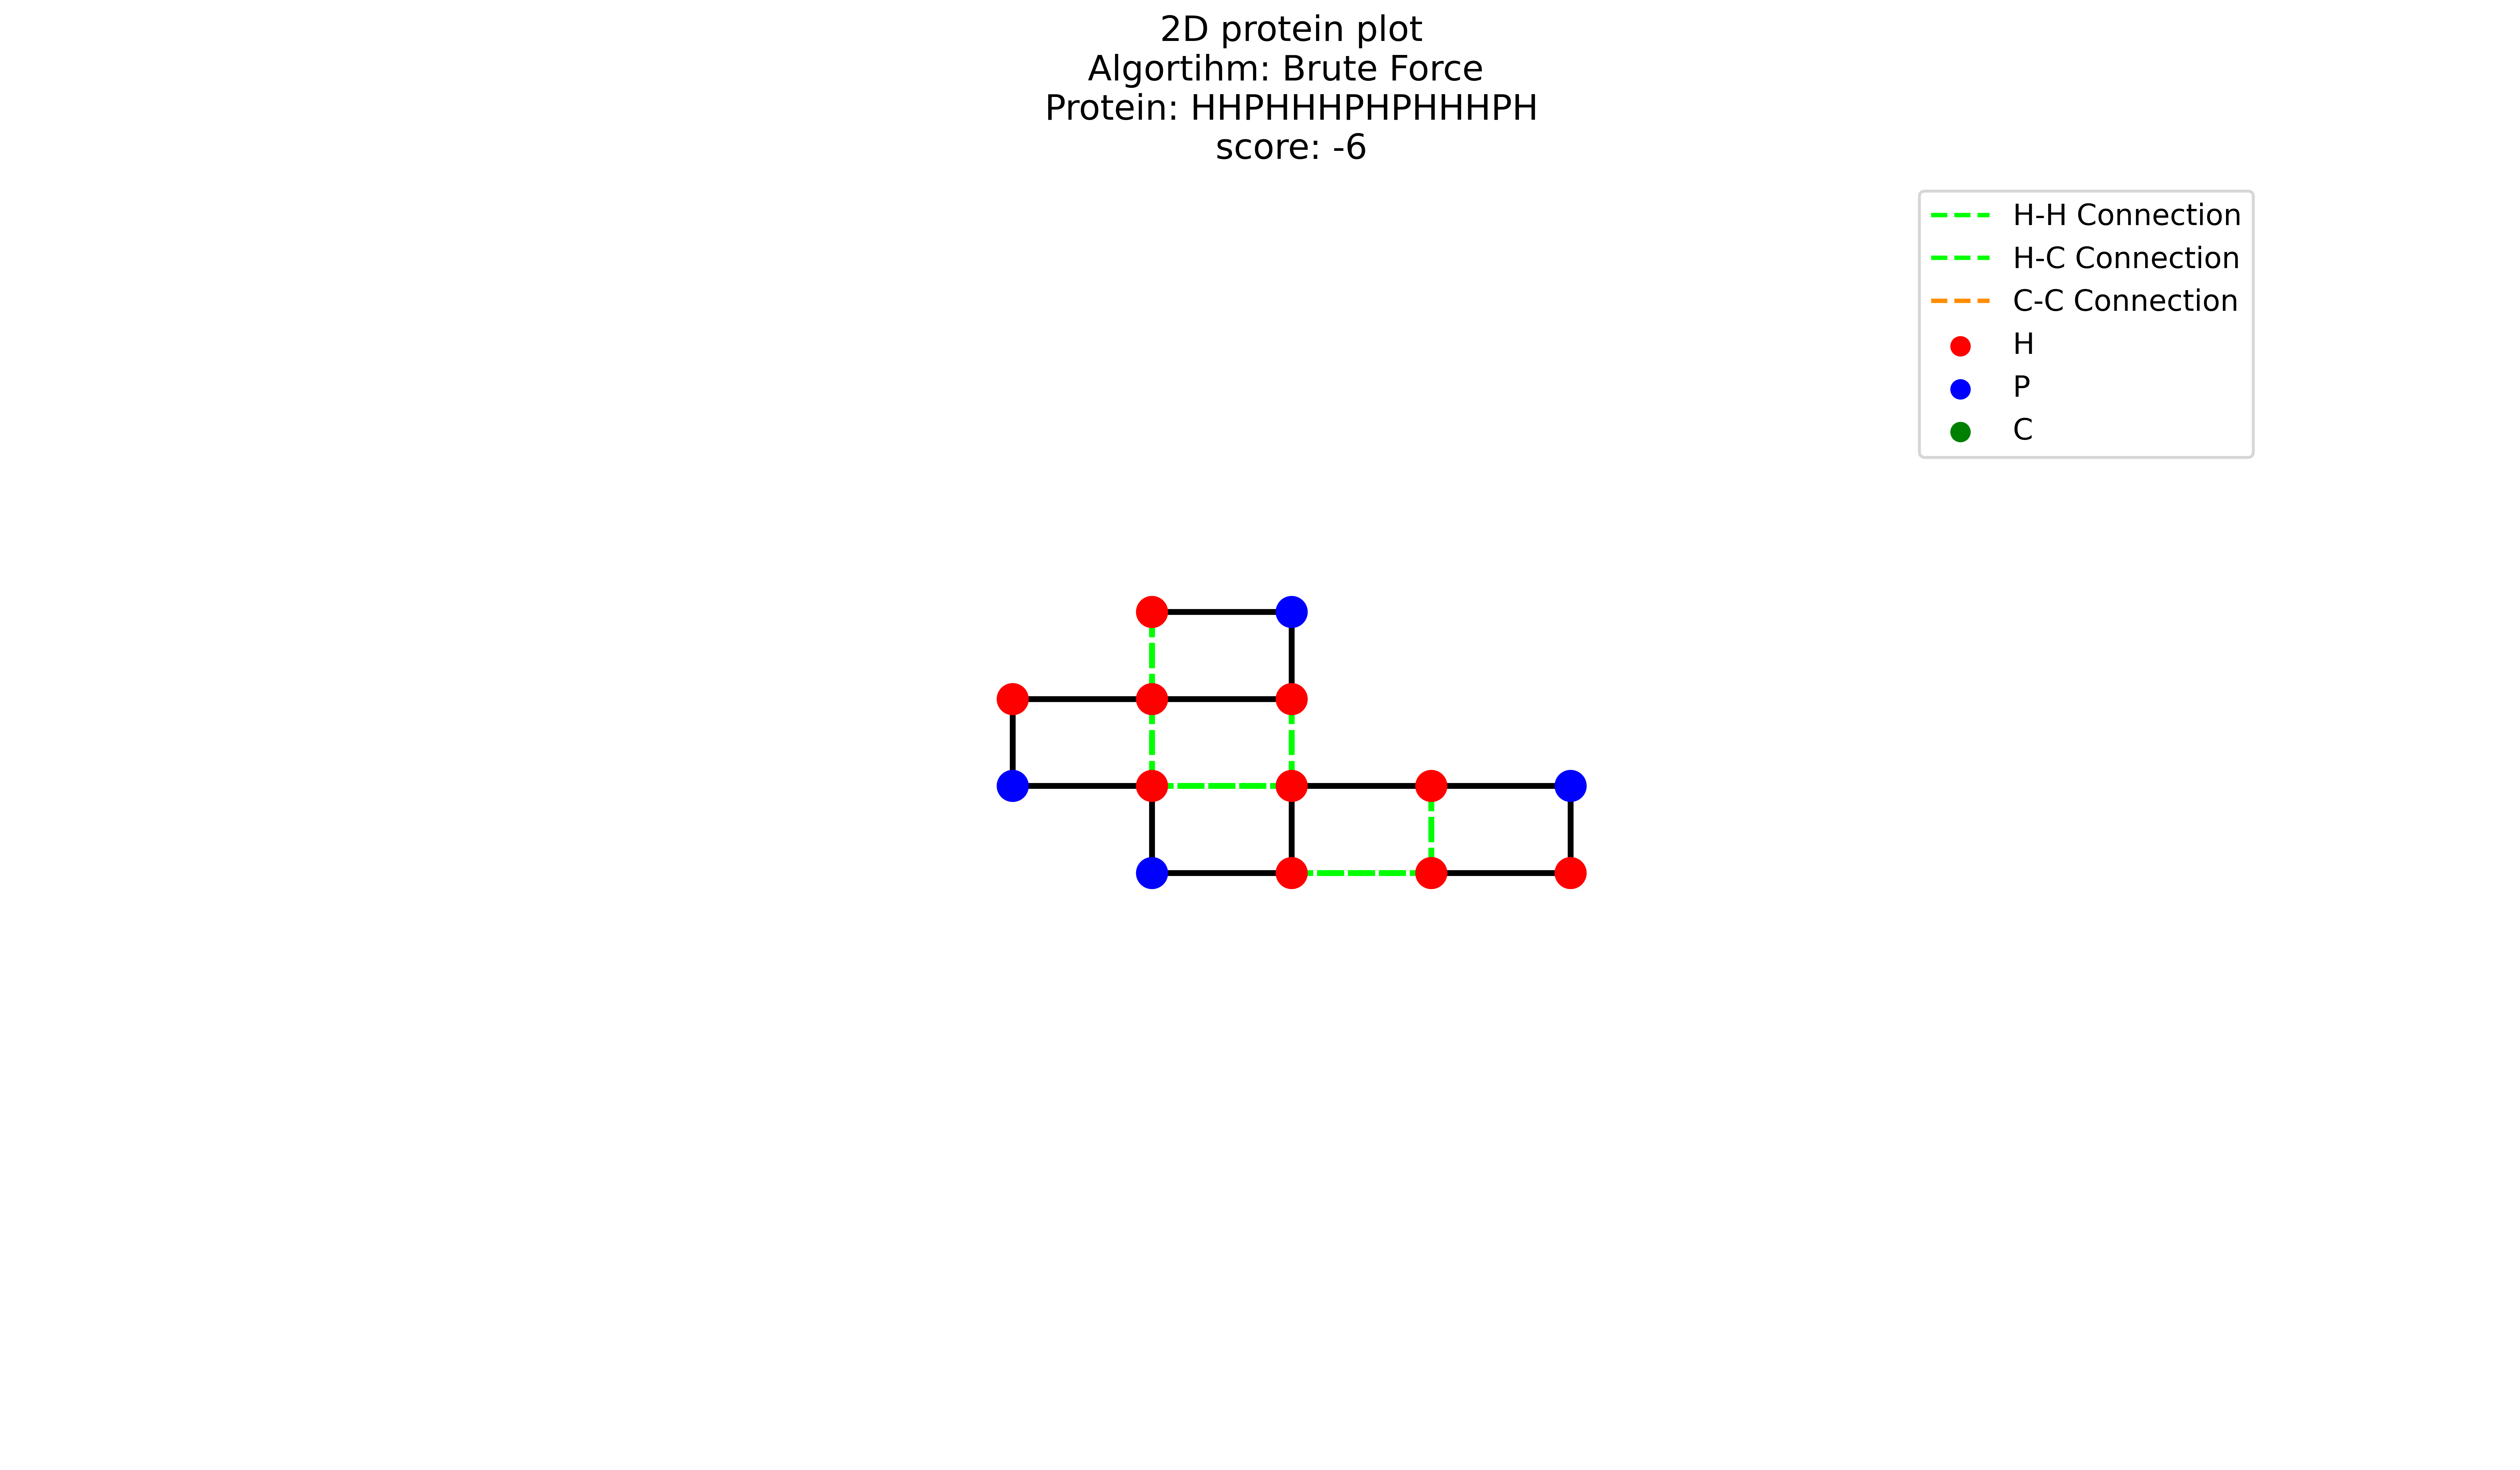 2D protein plot
Algortihm: Brute Force
Protein: HHPHHHPHPHHHPH
score: -6
H-H Connection
H-C Connection
C-C Connection
H
P
C